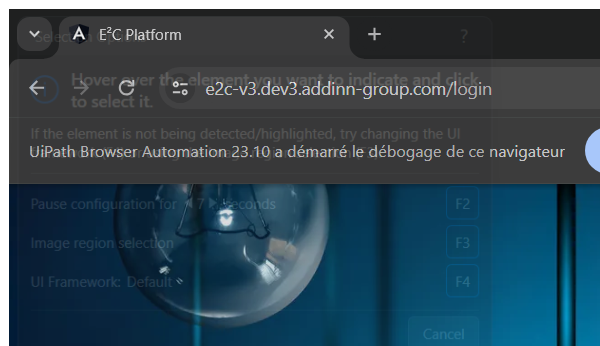 E²C Platform
Select an
?
Hover over the element you want to indicate and click
to select it.
e2c-v3.dev3.addinn-group.com/login
If the element is not being detected/highlighted, try changing the UI
UiPath Browser Automation 23.10 a démarré le débogage de ce navigateur
Pause configuration for 7 seconds F2
Image region selection F3
UI Framework: Default F4
Cancel